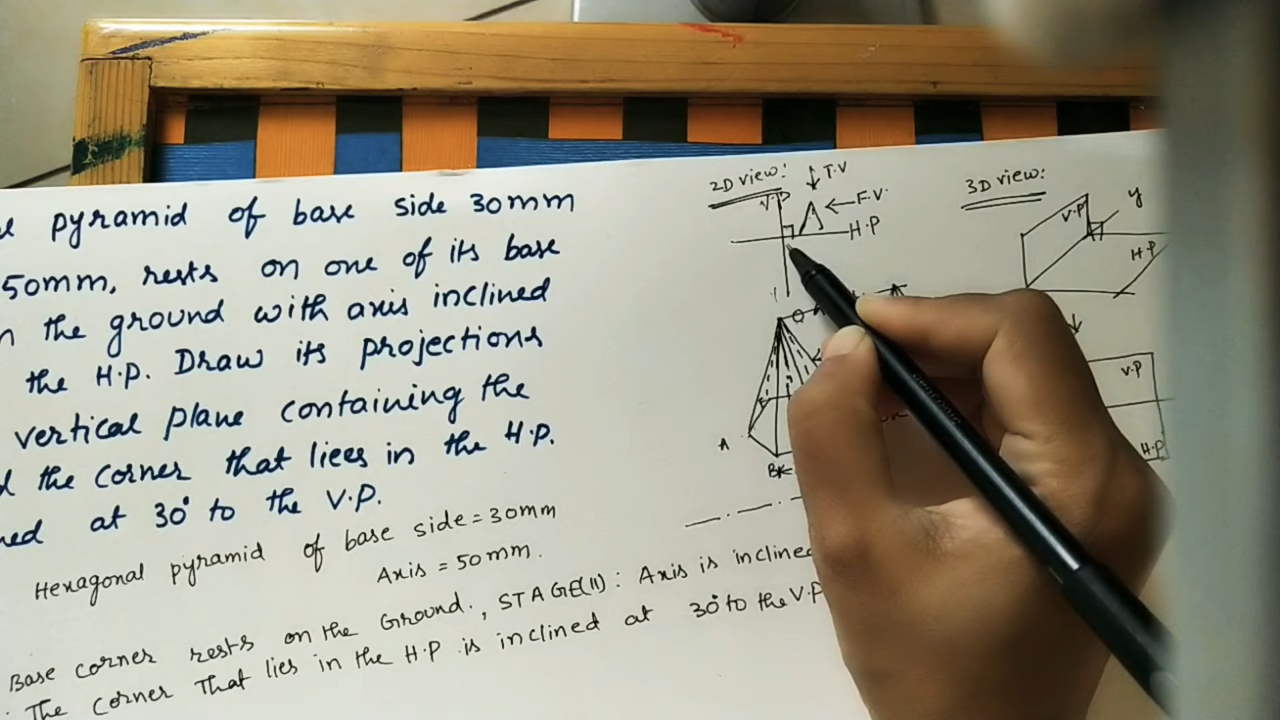 pyramid of base side 30mm
50mm, rests on one of its base
the ground with axis inclined
the H.P. Draw its projections
vertical plane containing the
the corner that liees in the H.P.
at 30° to the V.P.
Hexagonal pyramid of base side = 30mm
Axis = 50mm.
Base corner rests on the Ground., STAGE(II): Axis is inclined
The corner That lies in the H.P is inclined at 30° to the V.P
2D view:
T.V
V.P
F.V.
H.P
3D view:
V.P
y
H.P
O
A
B
V.P
H.P